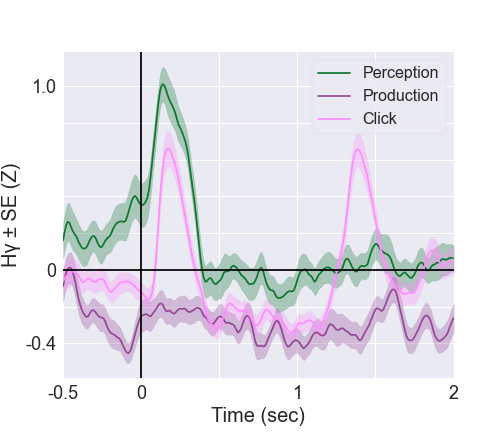 Perception
Production
Click
1.0
0
-0.4
Hγ ± SE (Z)
-0.5
0
1
2
Time (sec)